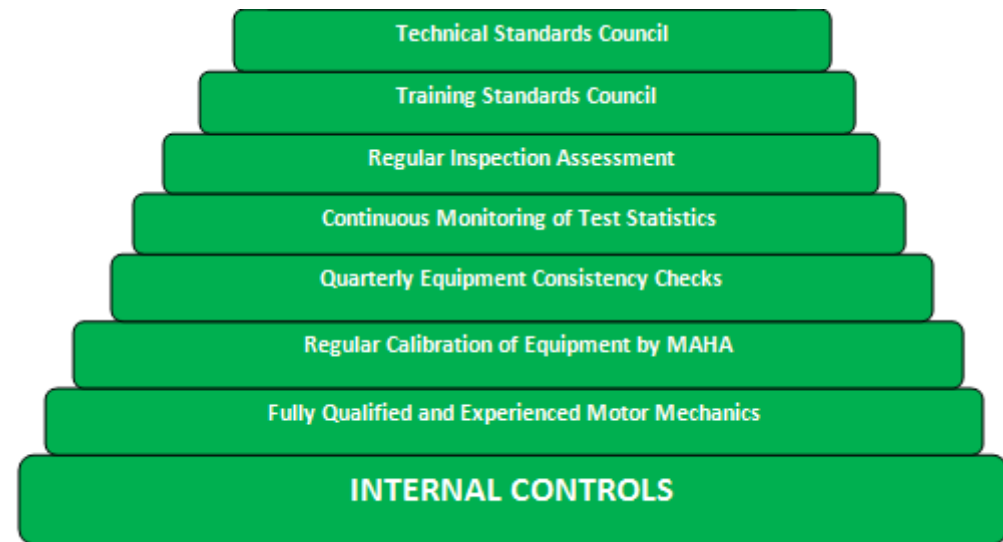 Technical Standards Council
Training Standards Council
Regular Inspection Assessment
Continuous Monitoring of Test Statistics
Quarterly Equipment Consistency Checks
Regular Calibration of Equipment by MAHA
Fully Qualified and Experienced Motor Mechanics
INTERNAL CONTROLS